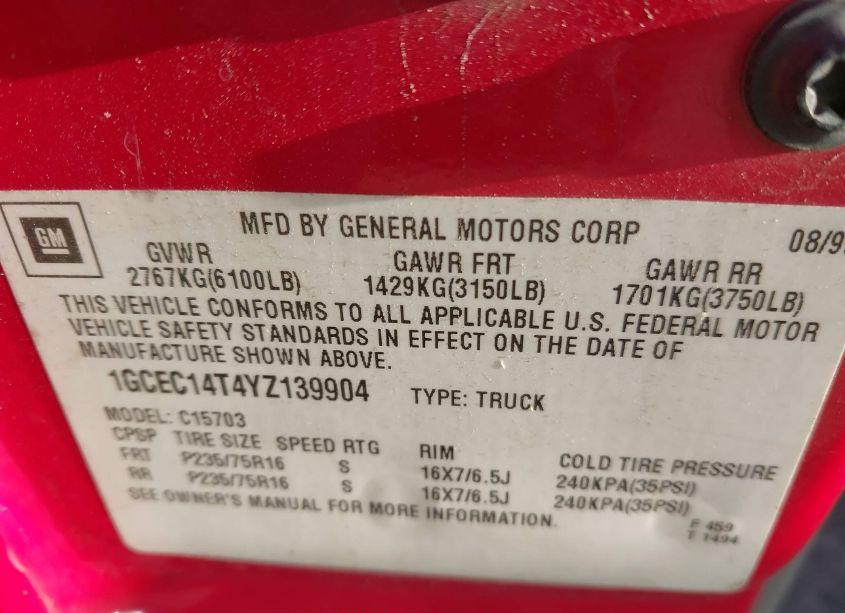 GM
MFD BY GENERAL MOTORS CORP 08/9
GVWR GAWR FRT GAWR RR
2767KG(6100LB) 1429KG(3150LB) 1701KG(3750LB)
THIS VEHICLE CONFORMS TO ALL APPLICABLE U.S. FEDERAL MOTOR
VEHICLE SAFETY STANDARDS IN EFFECT ON THE DATE OF
MANUFACTURE SHOWN ABOVE.
1GCEC14T4YZ139904 TYPE: TRUCK
MODEL: C15703
CPSP TIRE SIZE SPEED RTG RIM COLD TIRE PRESSURE
FRT P235/75R16 S 16X7/6.5J 240KPA(35PSI)
RR P235/75R16 S 16X7/6.5J 240KPA(35PSI)
SEE OWNER'S MANUAL FOR MORE INFORMATION.
F 459
T 1494